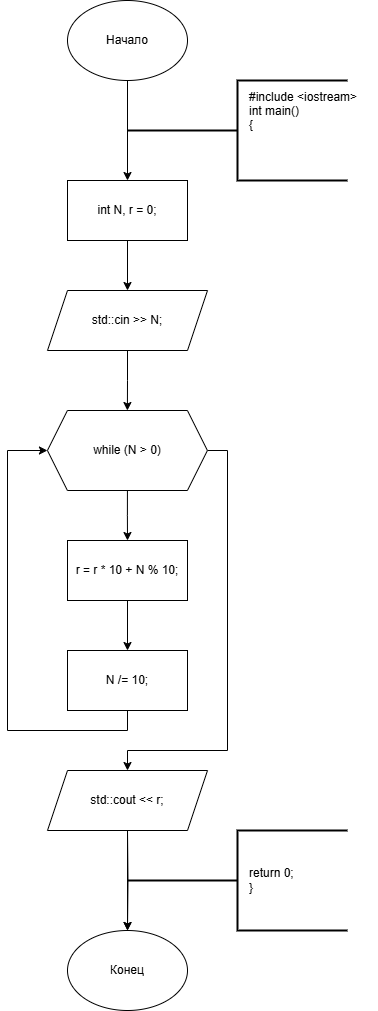 Начало
#include <iostream>
int main()
{
int N, r = 0;
std::cin >> N;
while (N > 0)
r = r * 10 + N % 10;
N /= 10;
std::cout << r;
return 0;
}
Конец